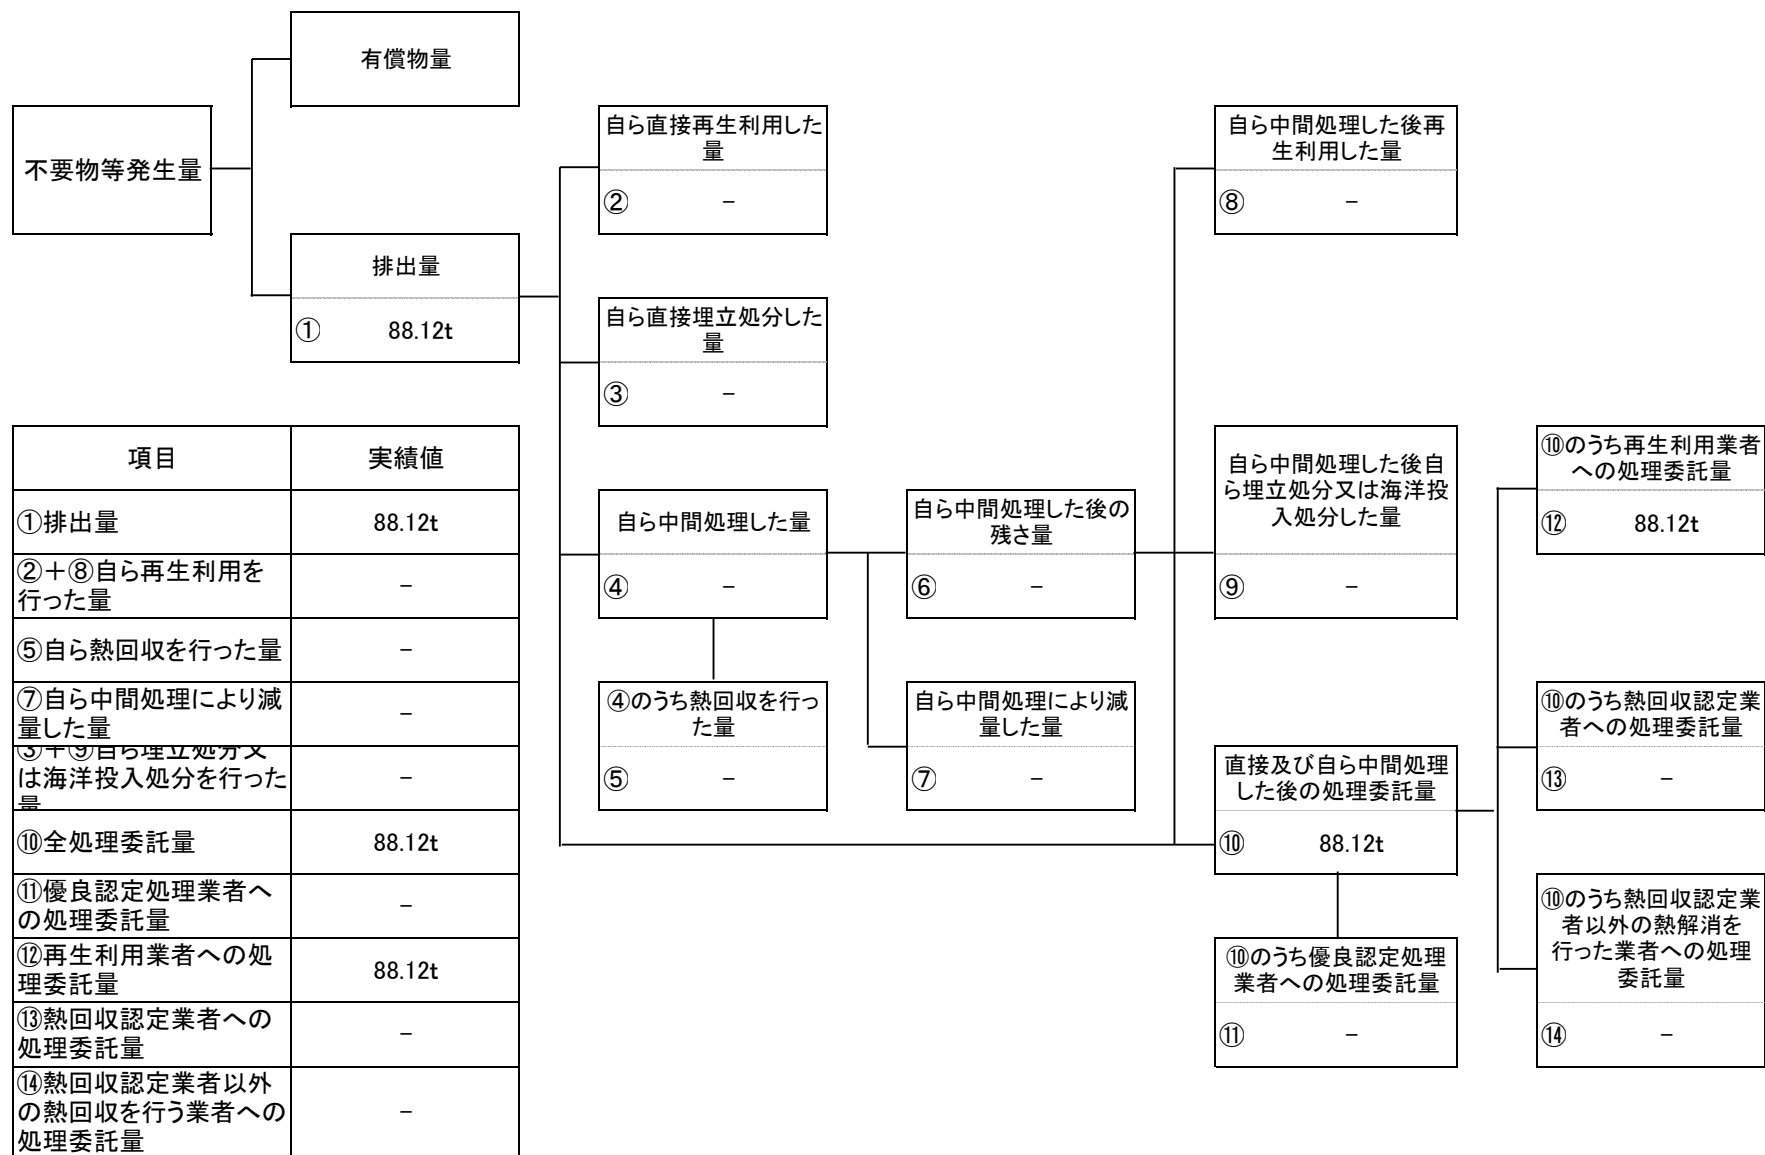 有償物量
不要物等発生量
排出量
① 88.12t
自ら直接再生利用した
量
② －
自ら直接埋立処分した
量
③ －
自ら中間処理した量
④ －
④のうち熱回収を行っ
た量
⑤ －
自ら中間処理した後の
残さ量
⑥ －
自ら中間処理により減
量した量
⑦ －
自ら中間処理した後再
生利用した量
⑧ －
自ら中間処理した後自
ら埋立処分又は海洋投
入処分した量
⑨ －
直接及び自ら中間処理
した後の処理委託量
⑩ 88.12t
⑩のうち優良認定処理
業者への処理委託量
⑪ －
⑩のうち再生利用業者
への処理委託量
⑫ 88.12t
⑩のうち熱回収認定業
者への処理委託量
⑬ －
⑩のうち熱回収認定業
者以外の熱解消を
行った業者への処理
委託量
⑭ －
項目 実績値
①排出量 88.12t
②＋⑧自ら再生利用を
行った量 －
⑤自ら熱回収を行った量 －
⑦自ら中間処理により減
量した量 －
③＋⑨自ら埋立処分又
は海洋投入処分を行った
量 －
⑩全処理委託量 88.12t
⑪優良認定処理業者へ
の処理委託量 －
⑫再生利用業者への処
理委託量 88.12t
⑬熱回収認定業者への
処理委託量 －
⑭熱回収認定業者以外
の熱回収を行う業者への
処理委託量 －